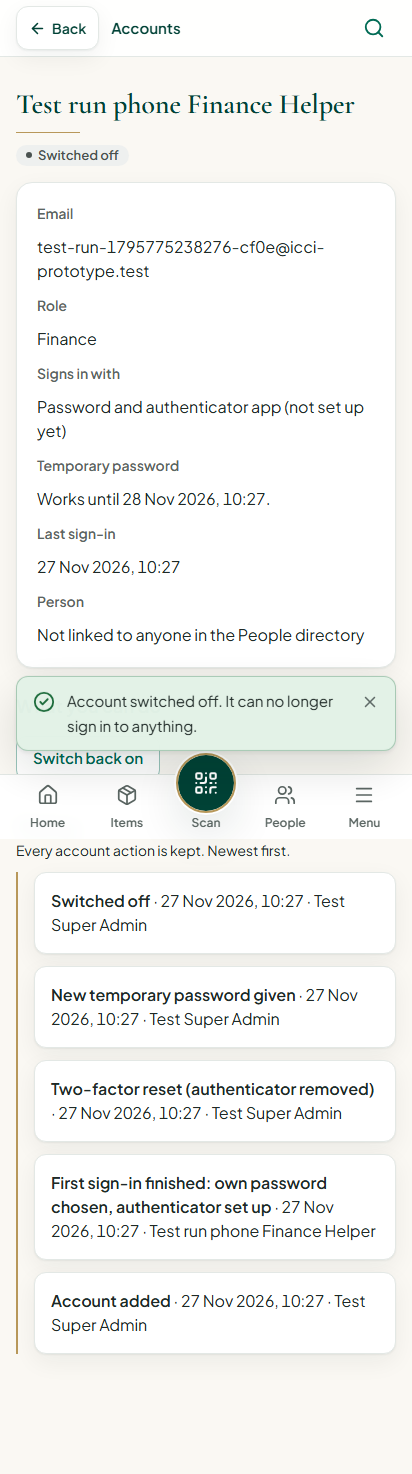 Back
Accounts
Test run phone Finance Helper
Switched off
Email
test-run-1795775238276-cf0e@icci-
prototype.test
Role
Finance
Signs in with
Password and authenticator app (not set up
yet)
Temporary password
Works until 28 Nov 2026, 10:27.
Last sign-in
27 Nov 2026, 10:27
Person
Not linked to anyone in the People directory
Account switched off. It can no longer
sign in to anything.
Switch back on
Home
Items
Scan
People
Menu
Every account action is kept. Newest first.
Switched off · 27 Nov 2026, 10:27 · Test
Super Admin
New temporary password given · 27 Nov
2026, 10:27 · Test Super Admin
Two-factor reset (authenticator removed)
· 27 Nov 2026, 10:27 · Test Super Admin
First sign-in finished: own password
chosen, authenticator set up · 27 Nov
2026, 10:27 · Test run phone Finance Helper
Account added · 27 Nov 2026, 10:27 · Test
Super Admin